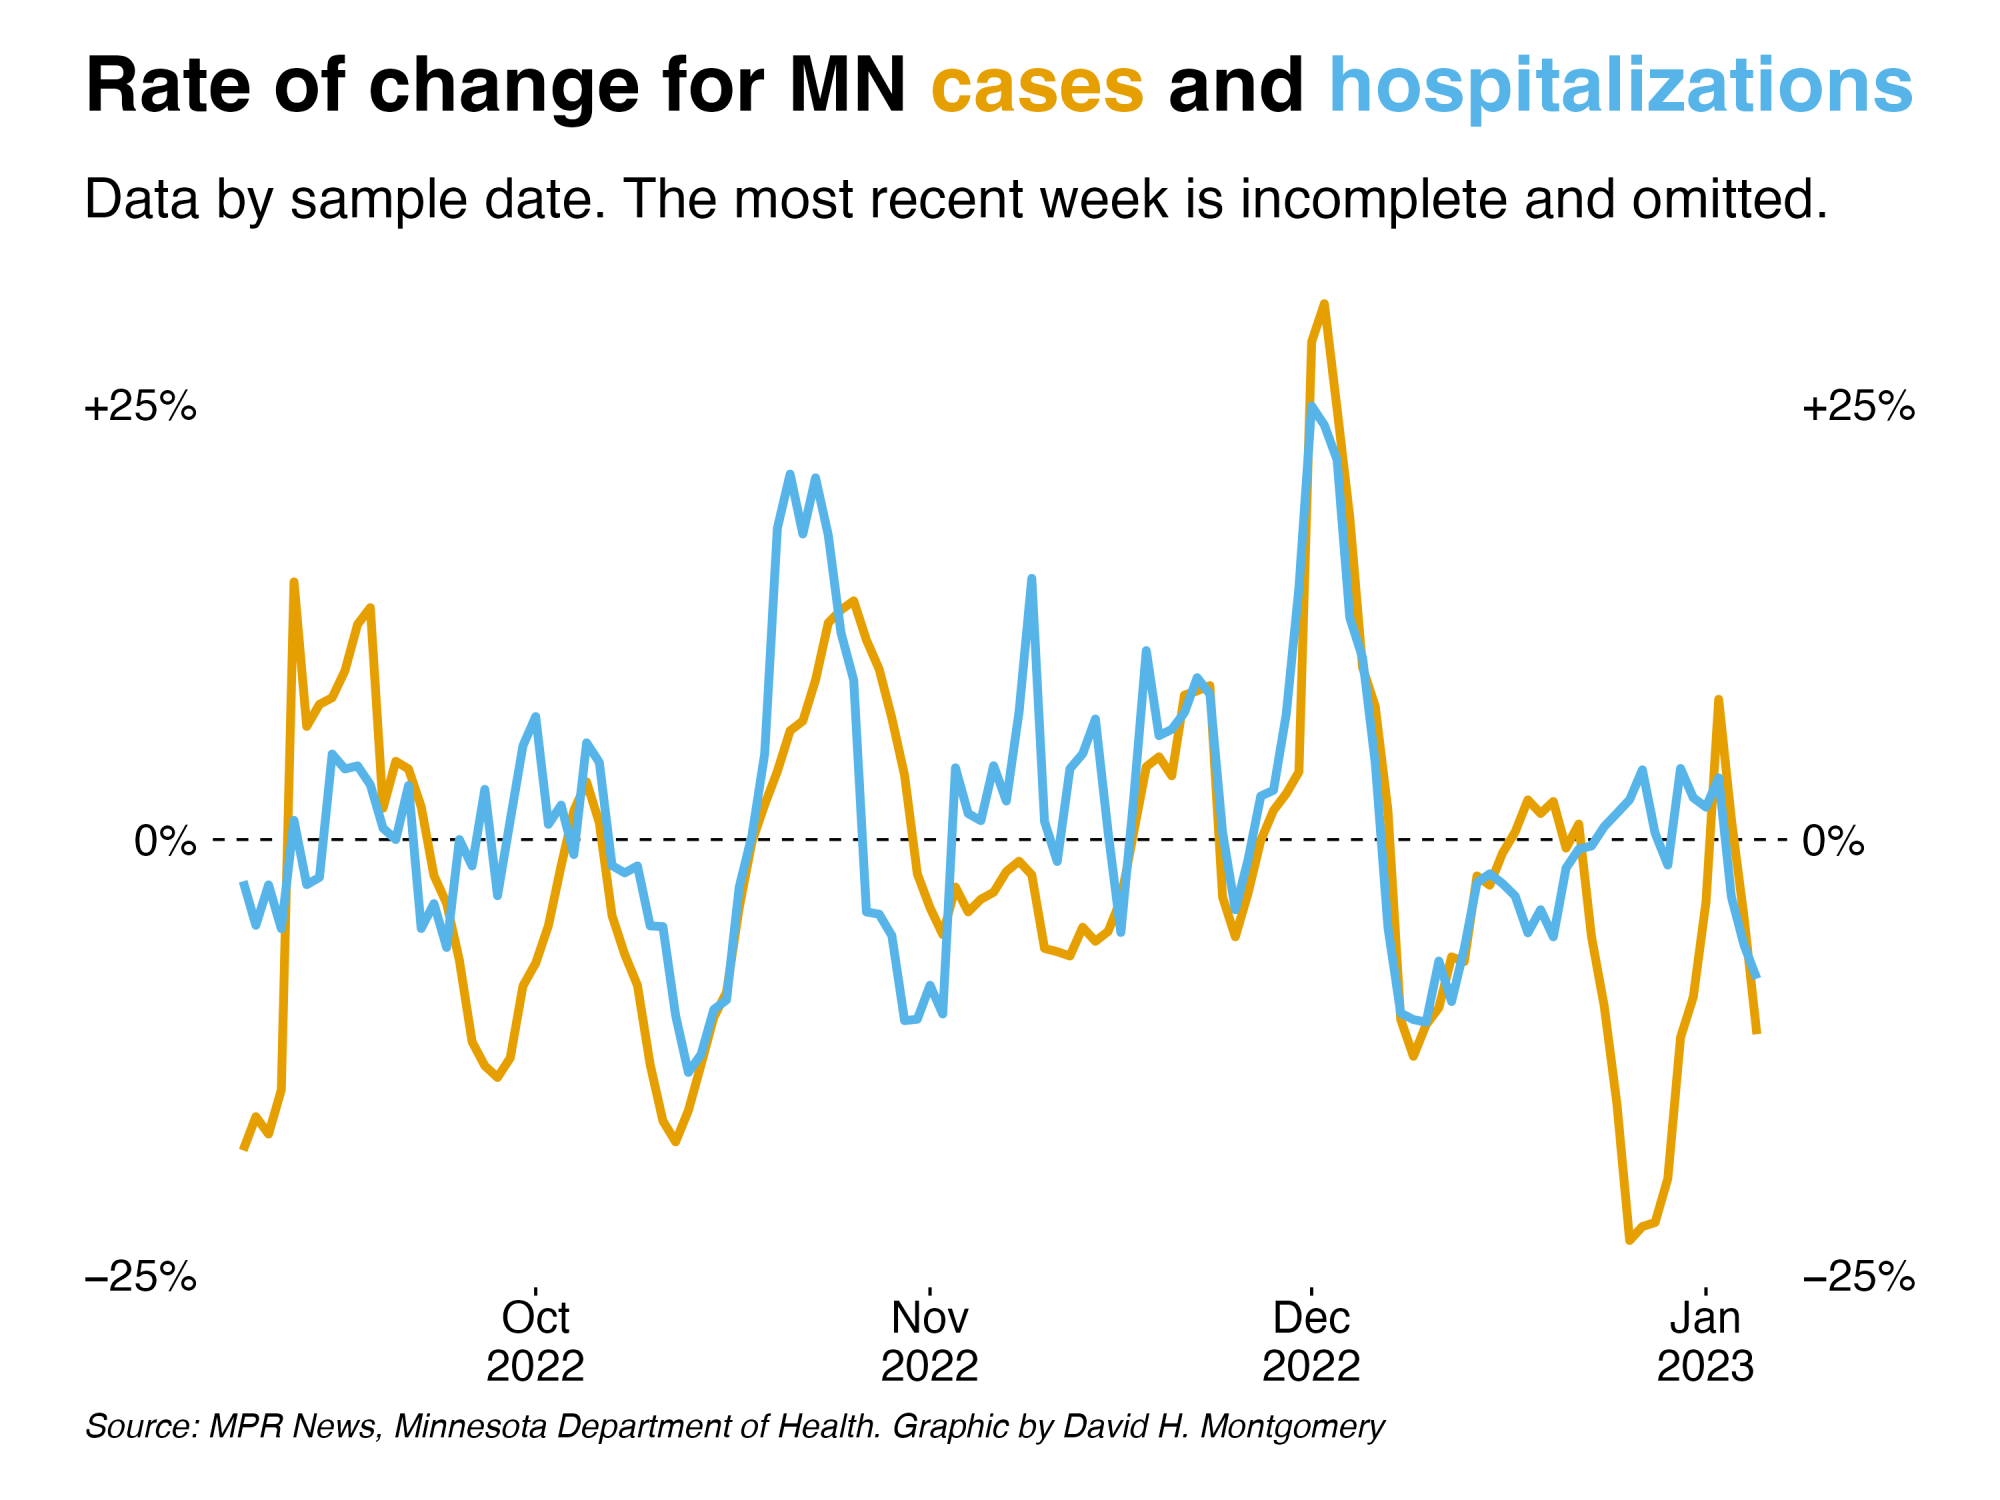 Rate of change for MN cases and hospitalizations
Data by sample date. The most recent week is incomplete and omitted.
+25% +25%
0% 0%
−25% −25%
Oct Nov Dec Jan
2022 2022 2022 2023
Source: MPR News, Minnesota Department of Health. Graphic by David H. Montgomery